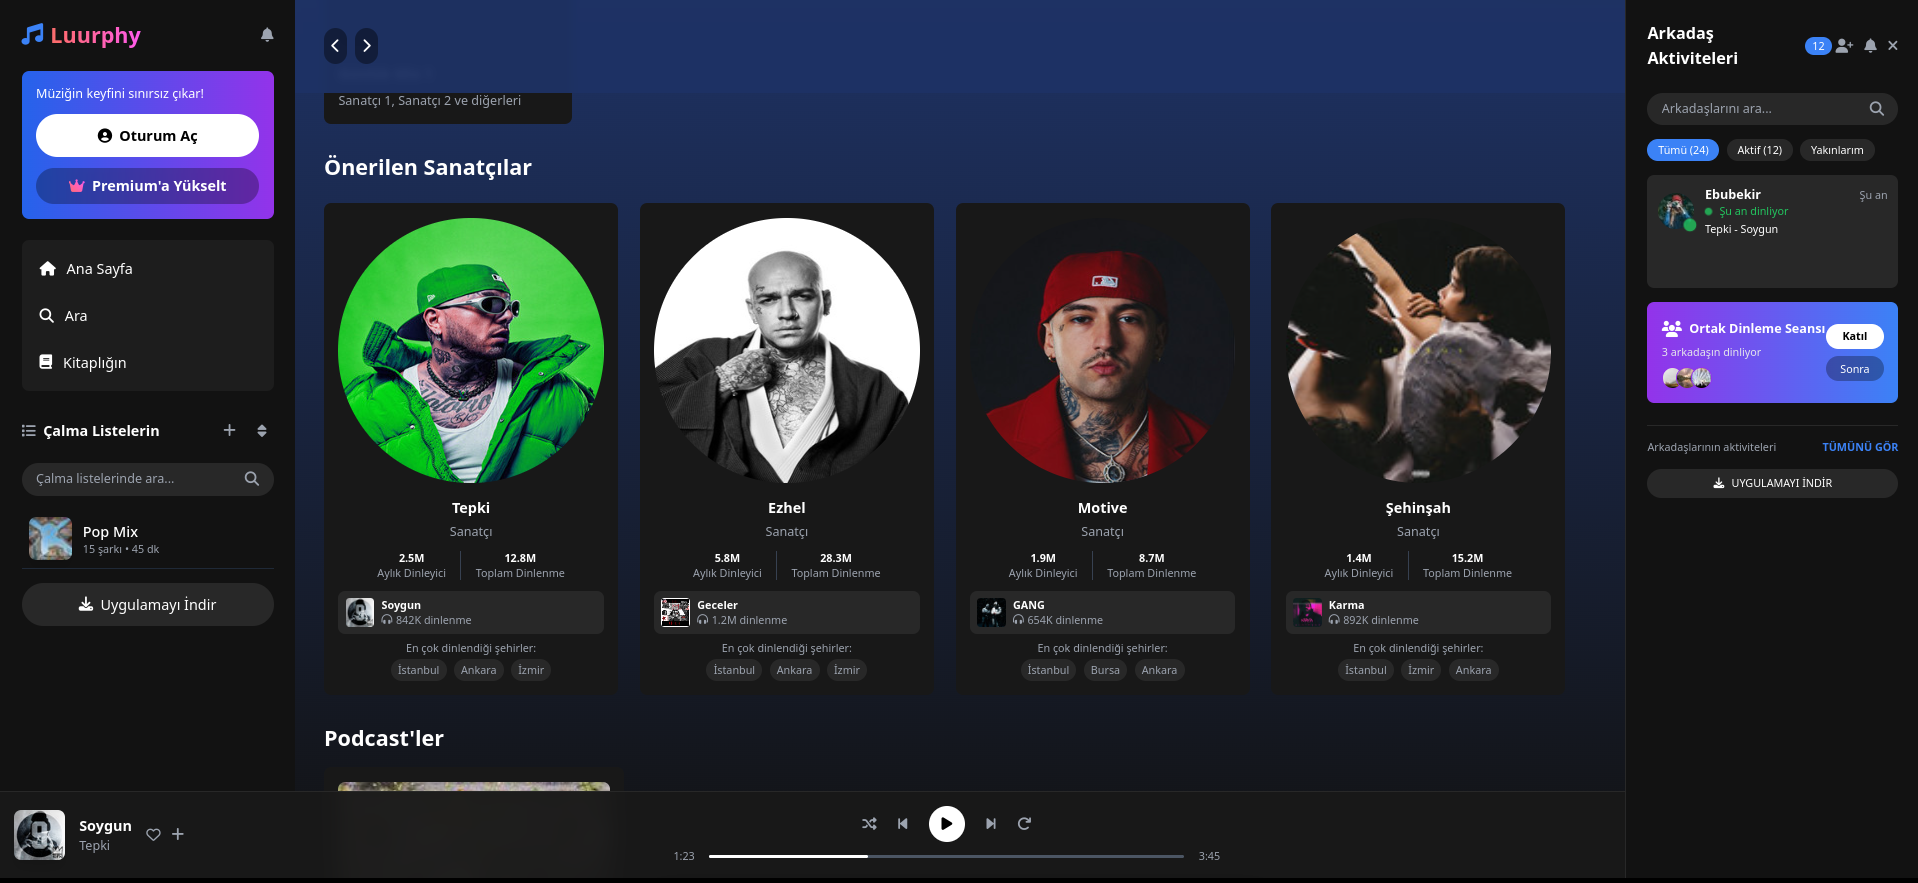 Luurphy
Müziğin keyfini sınırsız çıkar!
Oturum Aç
Premium'a Yükselt
Ana Sayfa
Ara
Kitaplığın
Çalma Listelerin
Çalma listelerinde ara...
Pop Mix
15 şarkı • 45 dk
Uygulamayı İndir
Sanatçı 1, Sanatçı 2 ve diğerleri
Önerilen Sanatçılar
Tepki
Sanatçı
2.5M
Aylık Dinleyici
12.8M
Toplam Dinlenme
Soygun
842K dinlenme
En çok dinlendiği şehirler:
İstanbul
Ankara
İzmir
Ezhel
Sanatçı
5.8M
Aylık Dinleyici
28.3M
Toplam Dinlenme
Geceler
1.2M dinlenme
En çok dinlendiği şehirler:
İstanbul
Ankara
İzmir
Motive
Sanatçı
1.9M
Aylık Dinleyici
8.7M
Toplam Dinlenme
GANG
654K dinlenme
En çok dinlendiği şehirler:
İstanbul
Bursa
Ankara
Şehinşah
Sanatçı
1.4M
Aylık Dinleyici
15.2M
Toplam Dinlenme
Karma
892K dinlenme
En çok dinlendiği şehirler:
İstanbul
İzmir
Ankara
Podcast'ler
Arkadaş
Aktiviteleri
12
Arkadaşlarını ara...
Tümü (24)
Aktif (12)
Yakınlarım
Ebubekir
Şu an
Şu an dinliyor
Tepki - Soygun
Ortak Dinleme Seansı
3 arkadaşın dinliyor
Katıl
Sonra
Arkadaşlarının aktiviteleri
TÜMÜNÜ GÖR
UYGULAMAYI İNDİR
Soygun
Tepki
1:23
3:45